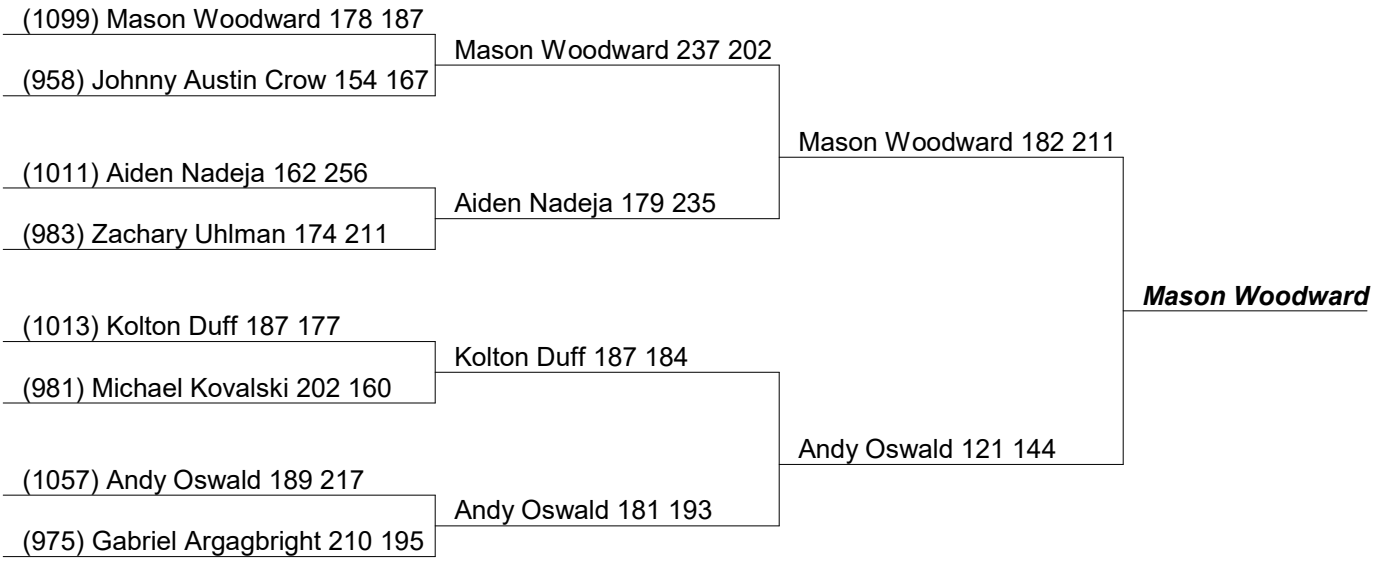 (1099) Mason Woodward 178 187
(958) Johnny Austin Crow 154 167
(1011) Aiden Nadeja 162 256
(983) Zachary Uhlman 174 211
(1013) Kolton Duff 187 177
(981) Michael Kovalski 202 160
(1057) Andy Oswald 189 217
(975) Gabriel Argagbright 210 195
Mason Woodward 237 202
Aiden Nadeja 179 235
Kolton Duff 187 184
Andy Oswald 181 193
Mason Woodward 182 211
Andy Oswald 121 144
Mason Woodward